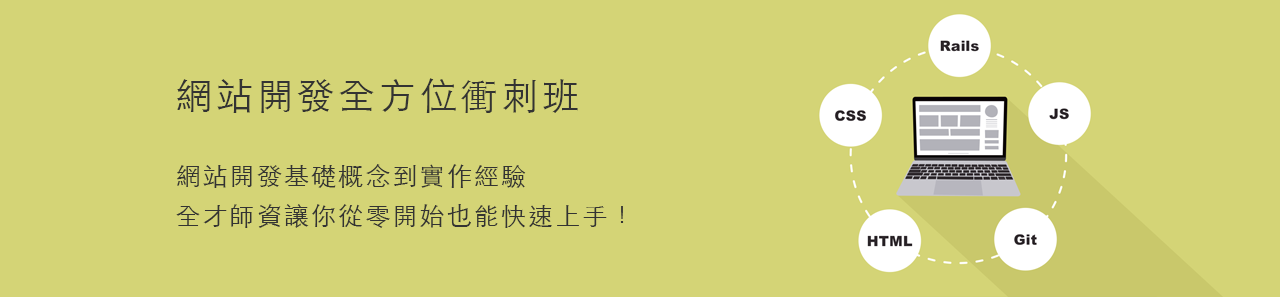 網站開發全方位衝刺班
網站開發基礎概念到實作經驗
全才師資讓你從零開始也能快速上手！
Rails
CSS
JS
HTML
Git